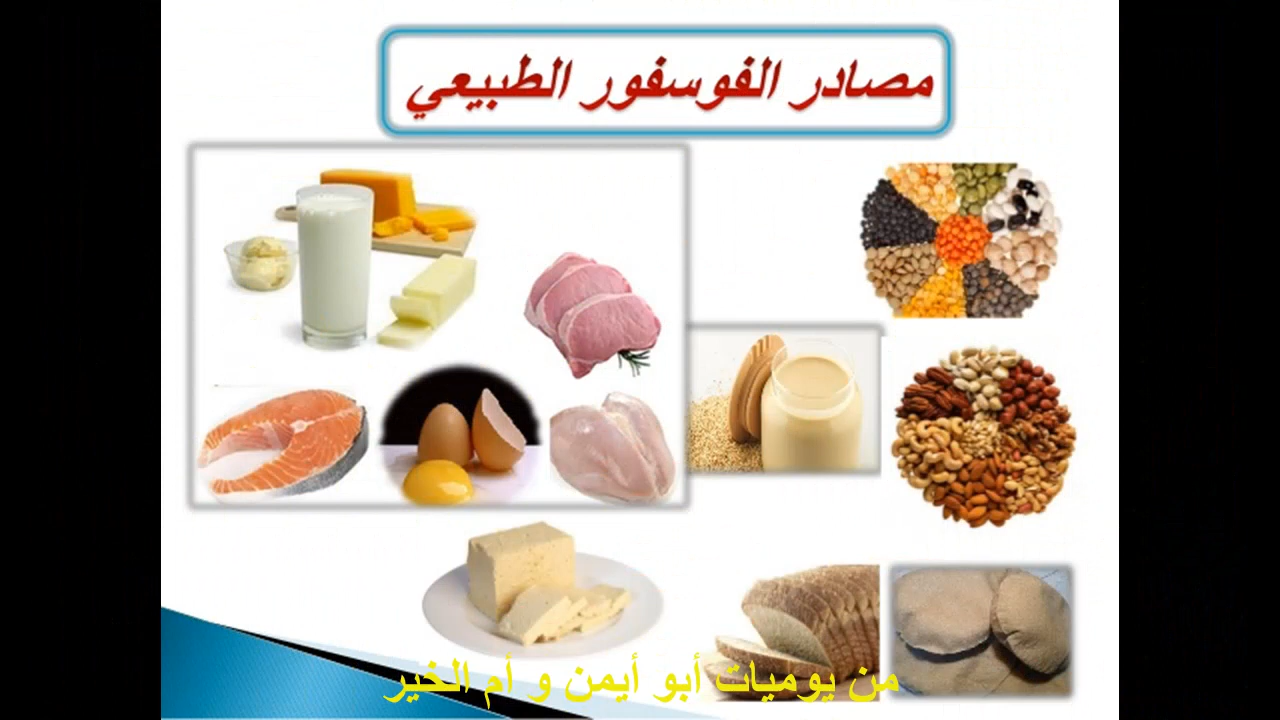 مصادر الفوسفور الطبيعي
من يوميات أبو أيمن و أم الخير